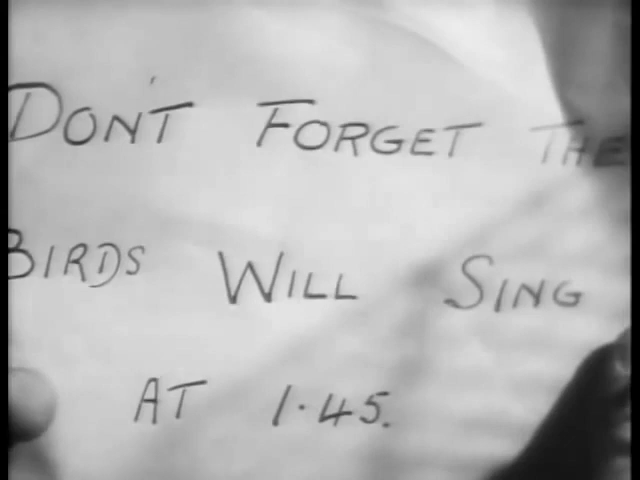 DON'T FORGET THE
BIRDS WILL SING
AT 1·45.